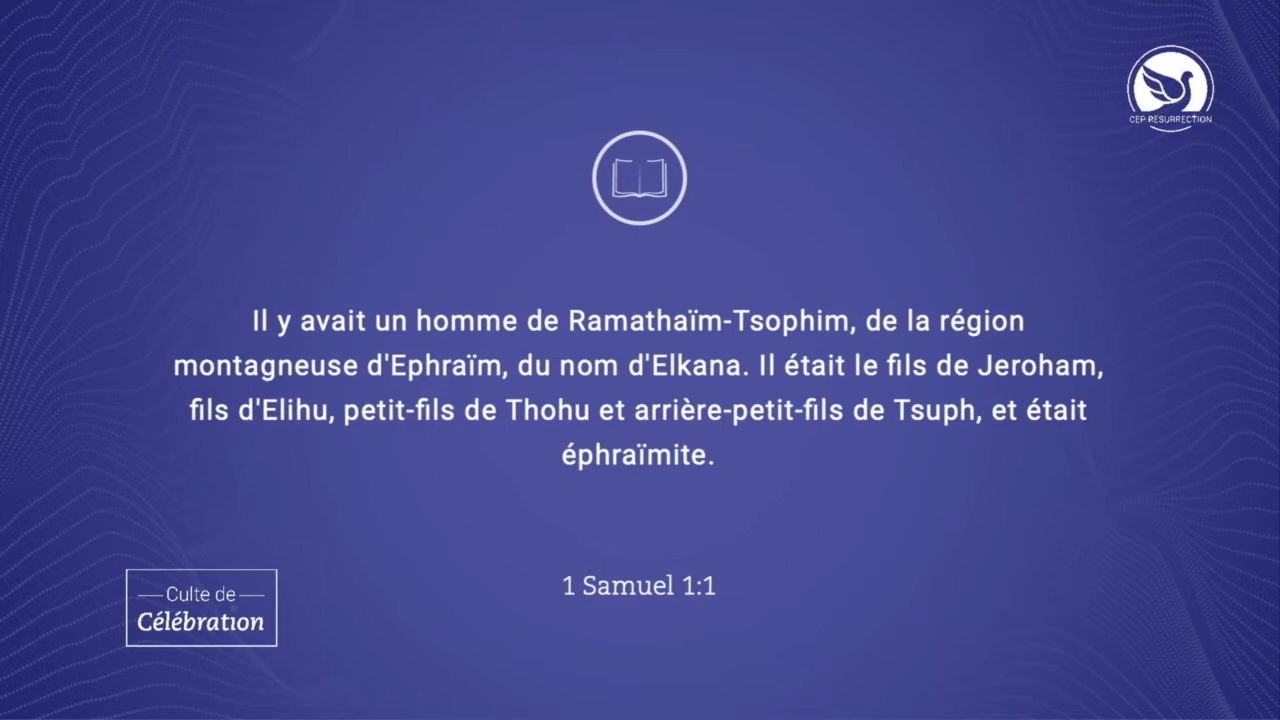 CEP RESURRECTION
Il y avait un homme de Ramathaïm-Tsophim, de la région
montagneuse d'Ephraïm, du nom d'Elkana. Il était le fils de Jeroham,
fils d'Elihu, petit-fils de Thohu et arrière-petit-fils de Tsuph, et était
éphraïmite.
1 Samuel 1:1
Culte de
Célébration